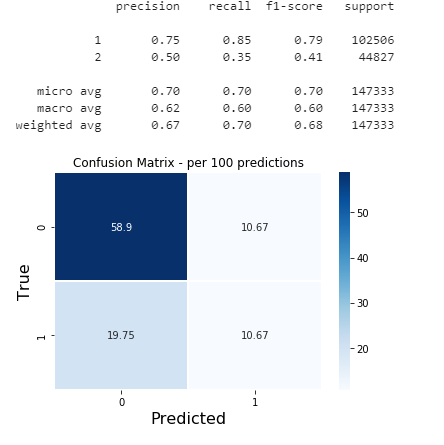 precision recall f1-score support
1 0.75 0.85 0.79 102506
2 0.50 0.35 0.41 44827
micro avg 0.70 0.70 0.70 147333
macro avg 0.62 0.60 0.60 147333
weighted avg 0.67 0.70 0.68 147333
Confusion Matrix - per 100 predictions
0 58.9 10.67
1 19.75 10.67
True
0 1
Predicted
50
40
30
20